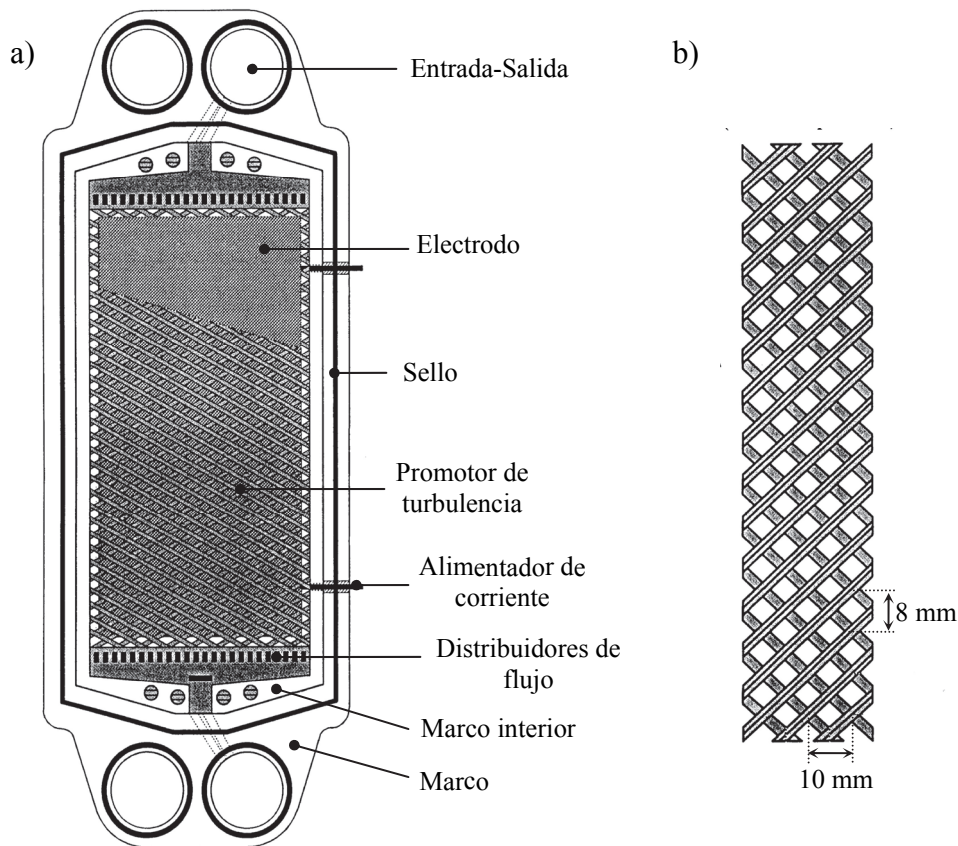 a)
Entrada-Salida
Electrodo
Sello
Promotor de
turbulencia
Alimentador de
corriente
Distribuidores de
flujo
Marco interior
Marco
b)
8 mm
10 mm